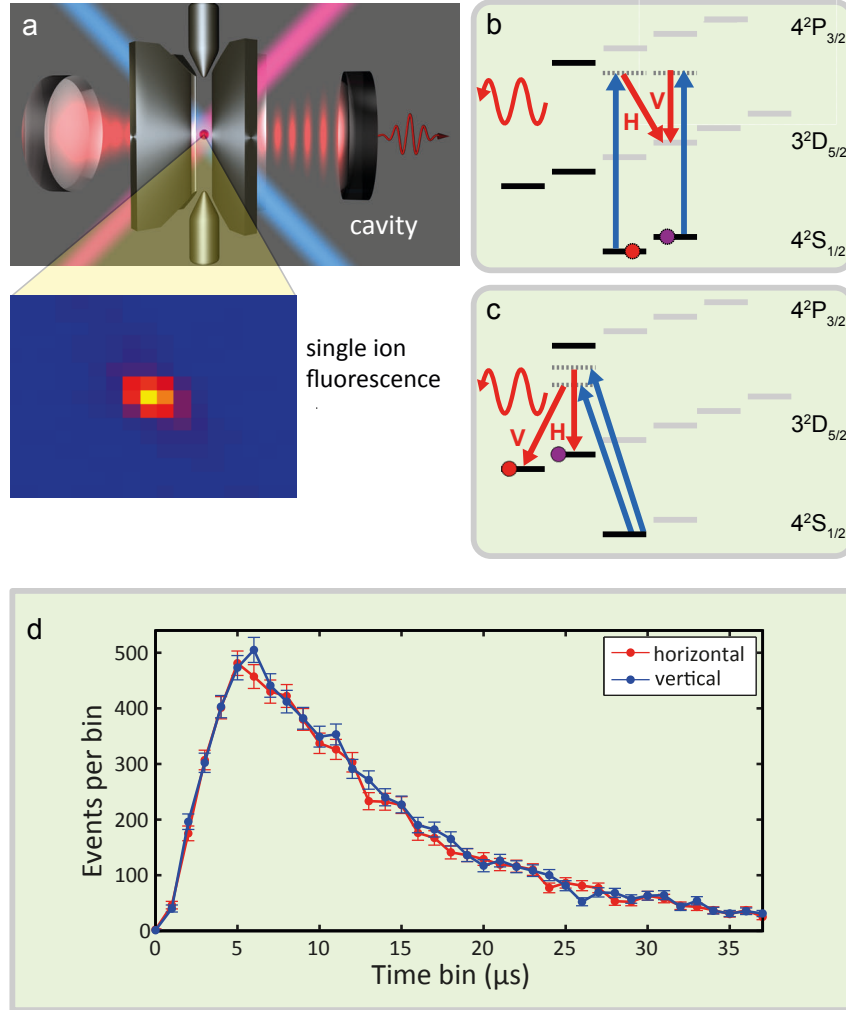 a
cavity
single ion
fluorescence
b
4²P₃/₂
3²D₅/₂
4²S₁/₂
H
V
c
4²P₃/₂
3²D₅/₂
4²S₁/₂
V
H
d
horizontal
vertical
Events per bin
500
400
300
200
100
0
0 5 10 15 20 25 30 35
Time bin (μs)